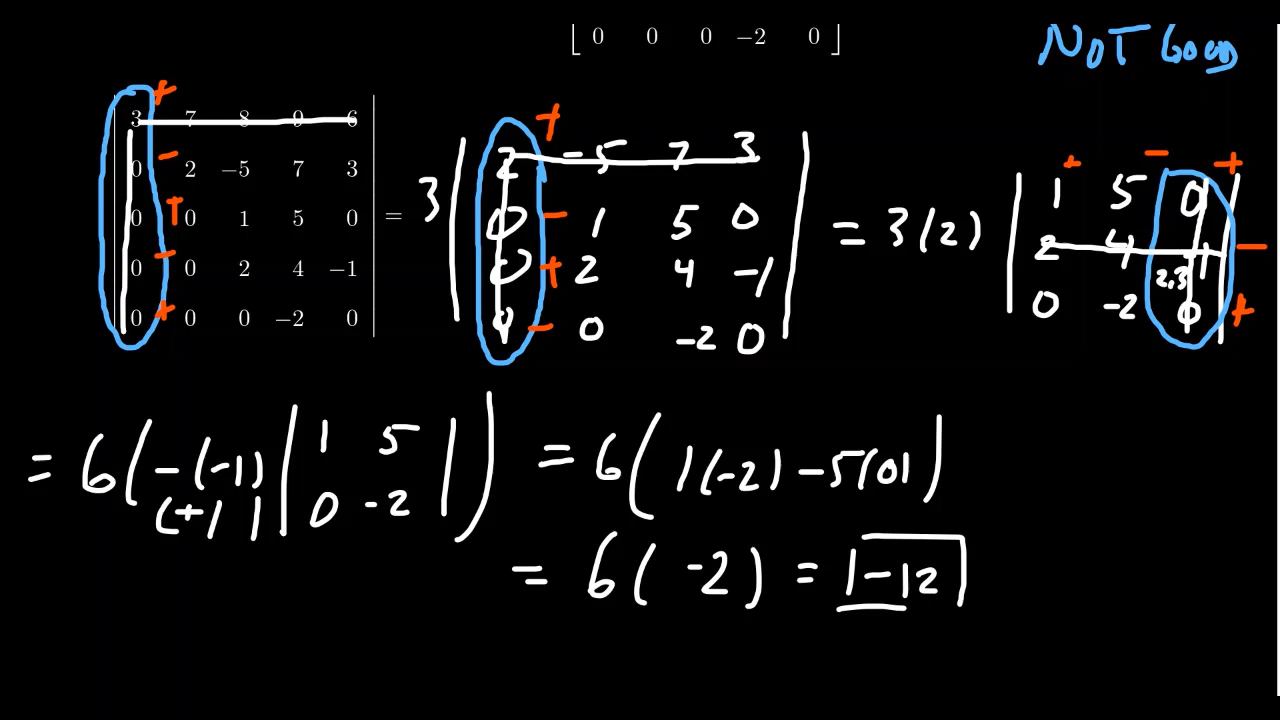 [ 0 0 0 −2 0 ]
NOT Good
| 3 7 8 9 6 |
| 0 2 −5 7 3 |
| 0 0 1 5 0 |
| 0 0 2 4 −1 |
| 0 0 0 −2 0 |
+
−
+
−
+
= 3
| 2 −5 7 3 |
| 0 1 5 0 |
| 0 2 4 −1 |
| 0 0 −2 0 |
+
−
+
−
= 3(2)
+ − +
| 1 5 0 |
| 2 4 −1 | −
2,3
| 0 −2 0 | +
= 6(−(−1) | 1 5 |
(+1) | 0 −2 |) = 6(1(−2) − 5(0))
= 6(−2) = −12